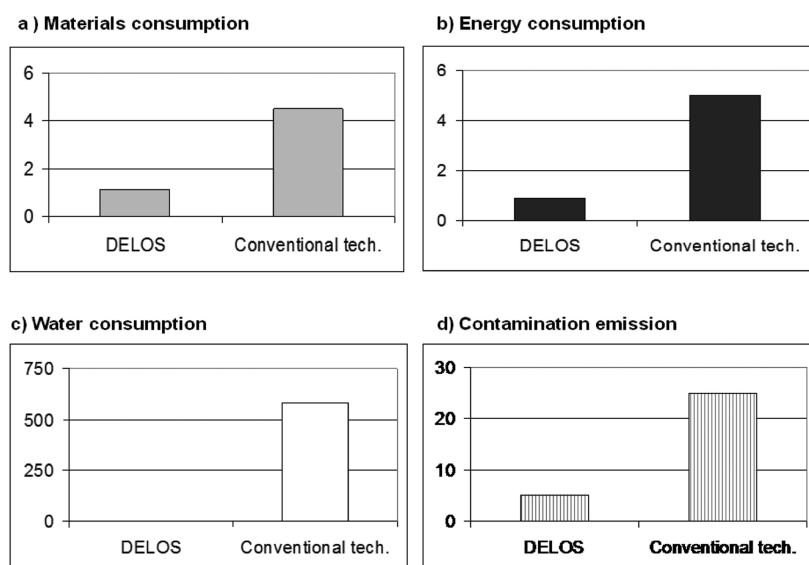 a ) Materials consumption
6
4
2
0
DELOS Conventional tech.
b) Energy consumption
6
4
2
0
DELOS Conventional tech.
c) Water consumption
750
500
250
0
DELOS Conventional tech.
d) Contamination emission
30
20
10
0
DELOS Conventional tech.